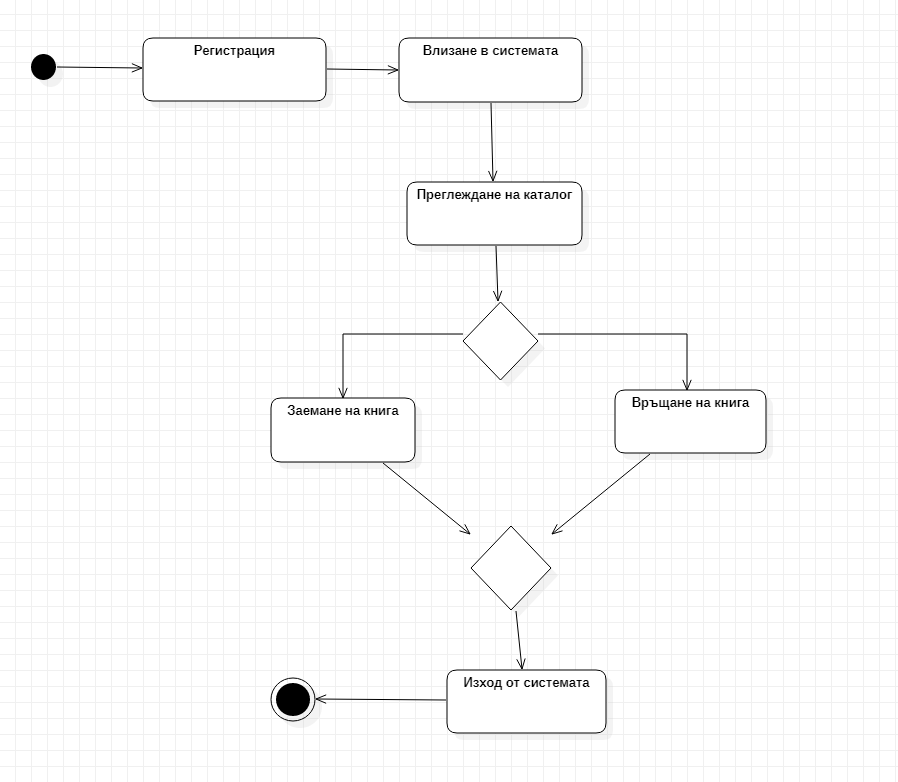 Регистрация
Влизане в системата
Преглеждане на каталог
Заемане на книга
Връщане на книга
Изход от системата